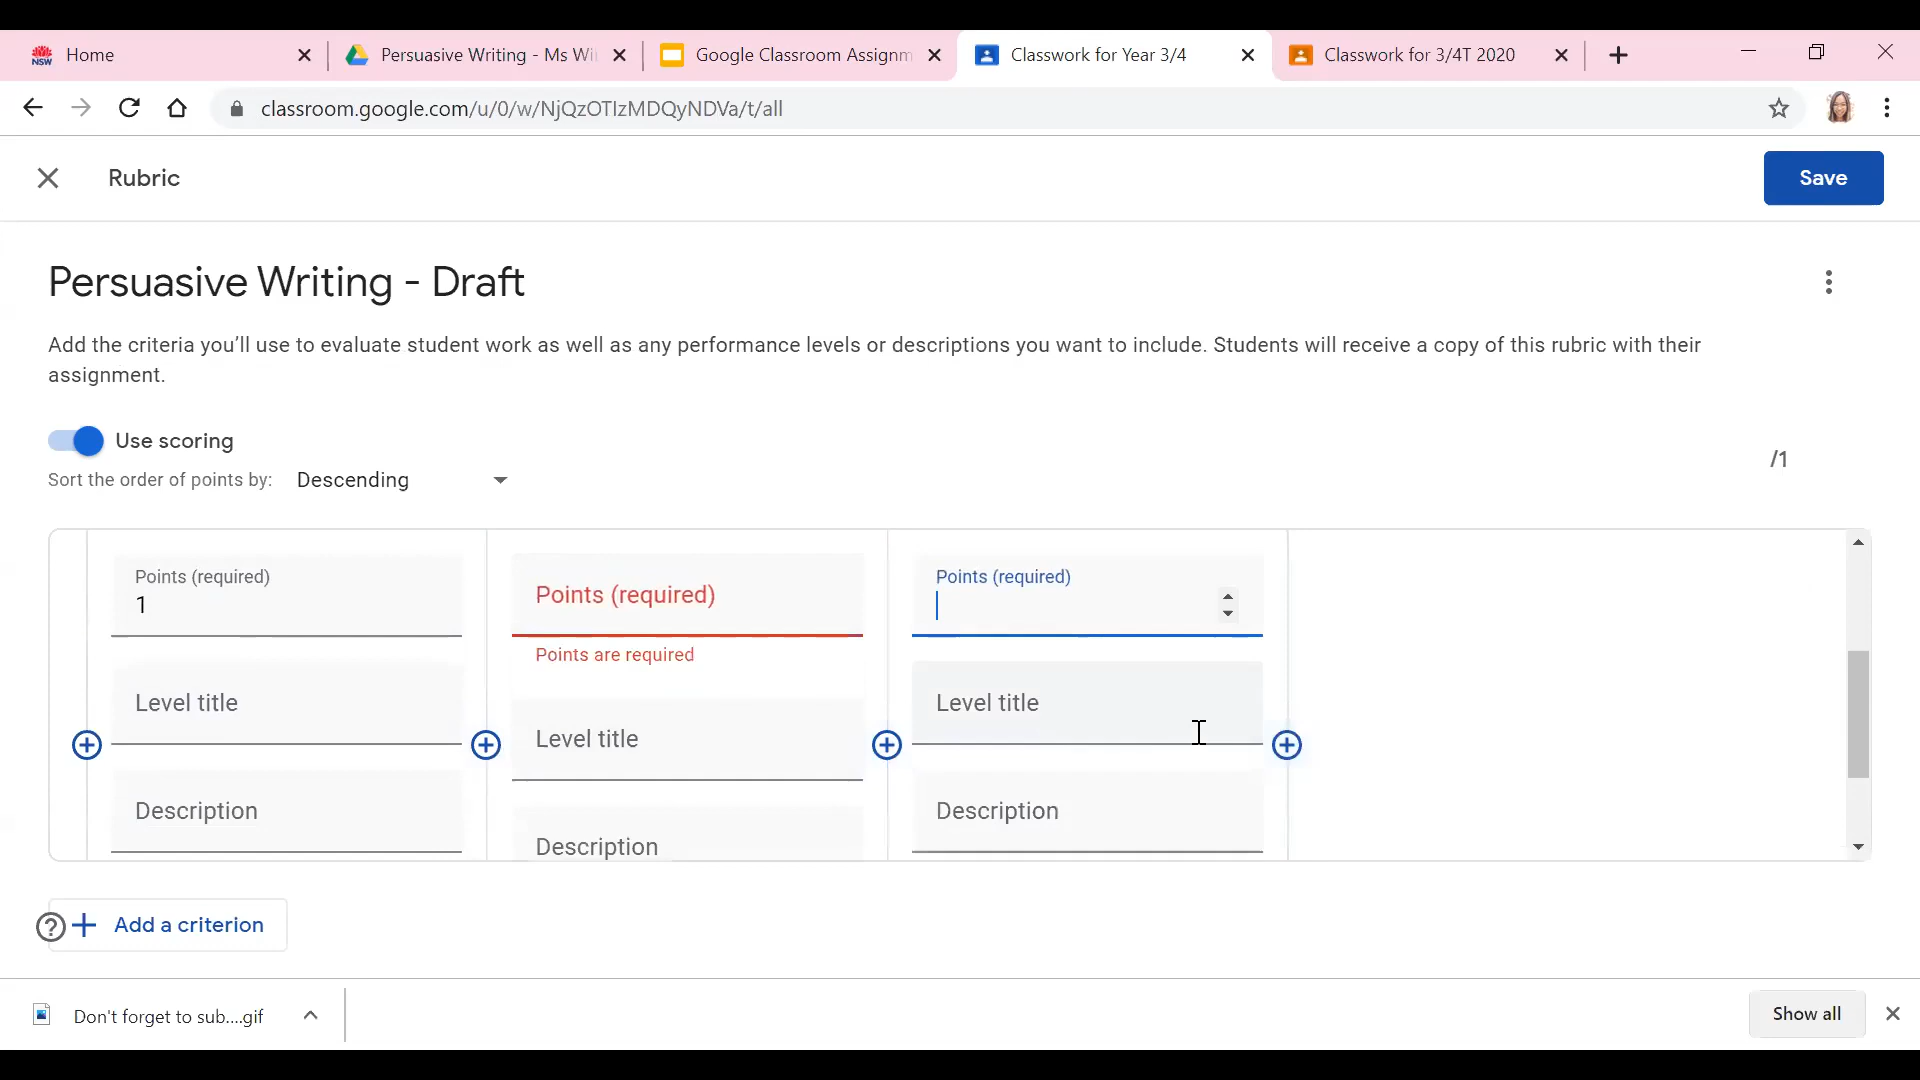 Home
Persuasive Writing - Ms Wi
Google Classroom Assignm
Classwork for Year 3/4
Classwork for 3/4T 2020
NSW
classroom.google.com/u/0/w/NjQzOTIzMDQyNDVa/t/all
Rubric
Save
Persuasive Writing - Draft
Add the criteria you'll use to evaluate student work as well as any performance levels or descriptions you want to include. Students will receive a copy of this rubric with their
assignment.
Use scoring
/1
Sort the order of points by: Descending
Points (required)
1
Level title
Description
Points (required)
Points are required
Level title
Description
Points (required)
Level title
Description
Add a criterion
Don't forget to sub....gif
Show all